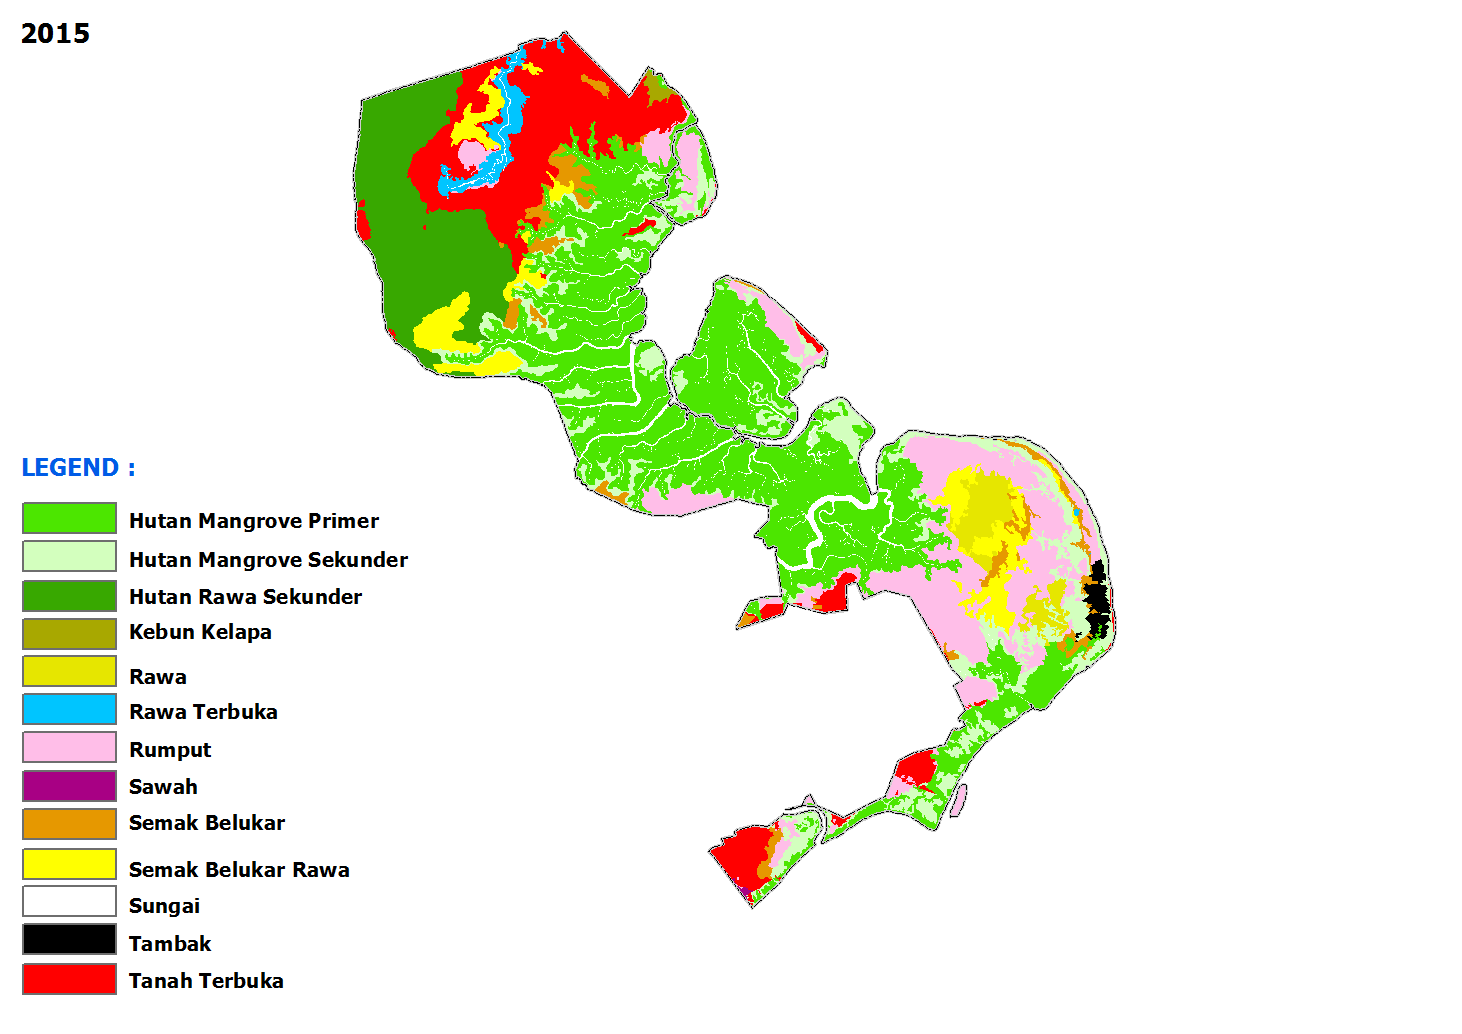 2015
LEGEND :
Hutan Mangrove Primer
Hutan Mangrove Sekunder
Hutan Rawa Sekunder
Kebun Kelapa
Rawa
Rawa Terbuka
Rumput
Sawah
Semak Belukar
Semak Belukar Rawa
Sungai
Tambak
Tanah Terbuka